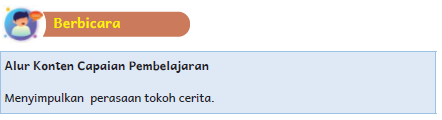 Berbicara
Alur Konten Capaian Pembelajaran
Menyimpulkan perasaan tokoh cerita.